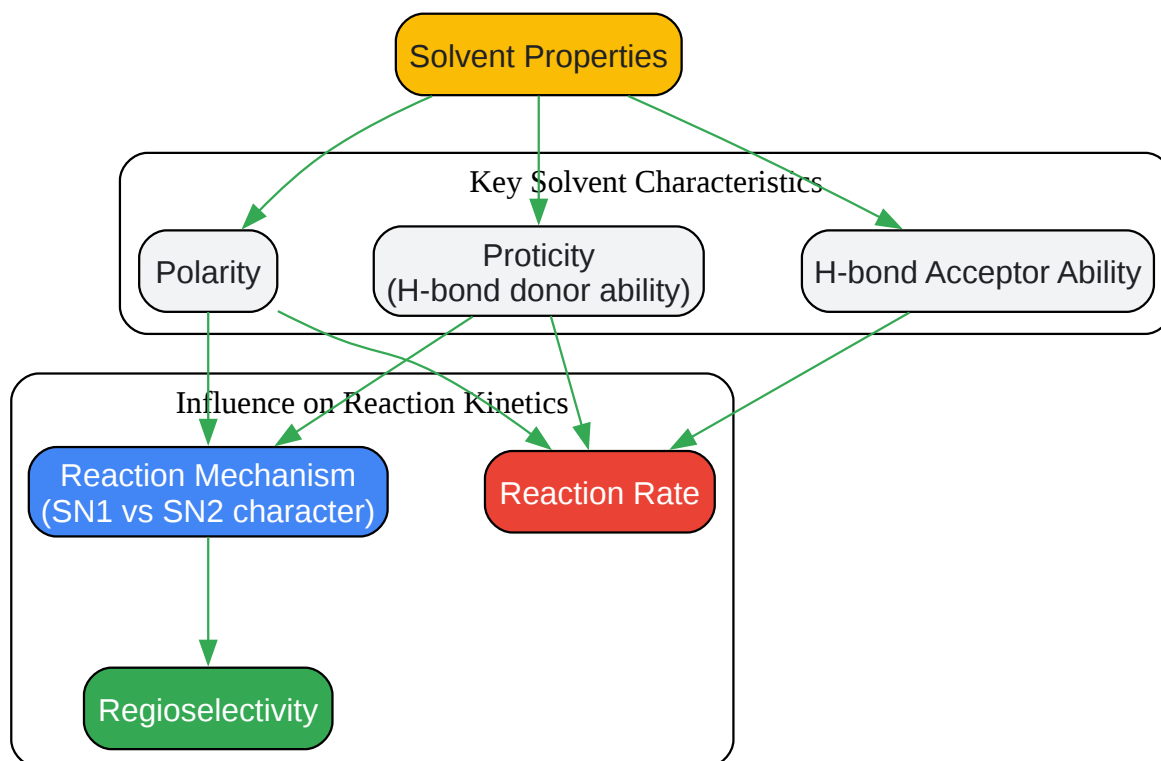 Solvent Properties
Key Solvent Characteristics
Polarity
Proticity
(H-bond donor ability)
H-bond Acceptor Ability
Influence on Reaction Kinetics
Reaction Mechanism
(SN1 vs SN2 character)
Reaction Rate
Regioselectivity